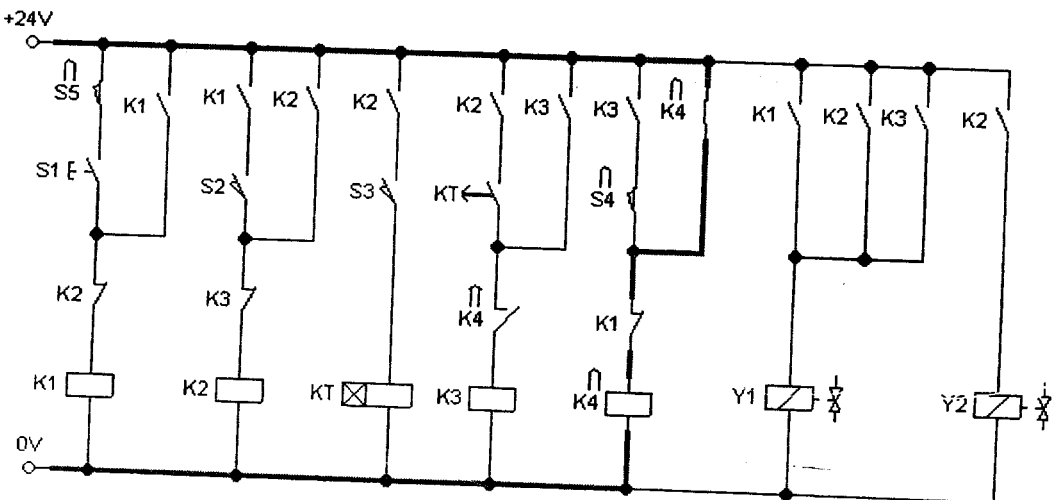 +24V
S5 K1 K1 K2 K2 K2 K3 K3 K4 K1 K2 K3 K2
S1 S2 S3 KT S4
K2 K3 K4 K1
K1 K2 KT K3 K4 Y1 Y2
0V